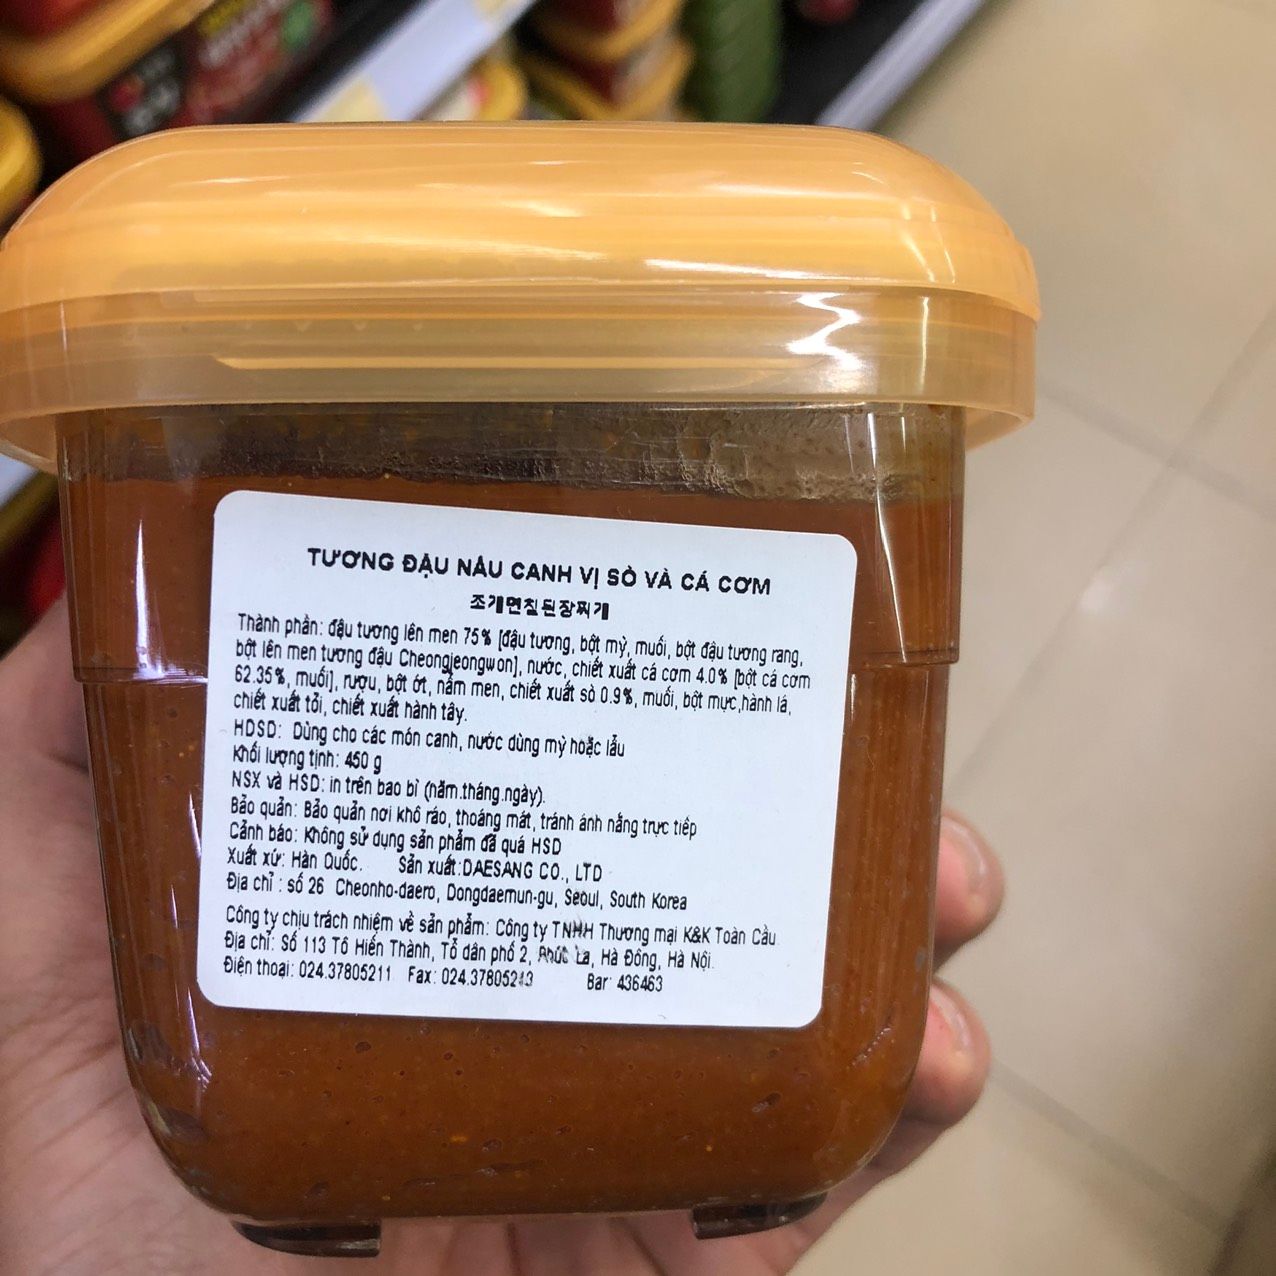 TƯƠNG ĐẬU NÂU CANH VỊ SÒ VÀ CÁ CƠM
조개멸칠된장찌개
Thành phần: đậu tương lên men 75% [đậu tương, bột mỳ, muối, bột đậu tương rang,
bột lên men tương đậu Cheongjeongwon], nước, chiết xuất cá cơm 4.0% [bột cá cơm
62.35%, muối], rượu, bột ớt, nấm men, chiết xuất sò 0.9%, muối, bột mực,hành lá,
chiết xuất tỏi, chiết xuất hành tây.
HDSD: Dùng cho các món canh, nước dùng mỳ hoặc lẩu
Khối lượng tịnh: 450 g
NSX và HSD: in trên bao bì (năm.tháng.ngày).
Bảo quản: Bảo quản nơi khô ráo, thoáng mát, tránh ánh nắng trực tiếp
Cảnh báo: Không sử dụng sản phẩm đã quá HSD
Xuất xứ: Hàn Quốc. Sản xuất:DAESANG CO., LTD
Địa chỉ : số 26 Cheonho-daero, Dongdaemun-gu, Seoul, South Korea
Công ty chịu trách nhiệm về sản phẩm: Công ty TNHH Thương mại K&K Toàn Cầu
Địa chỉ: Số 113 Tô Hiến Thành, Tổ dân phố 2, Phúc La, Hà Đông, Hà Nội.
Điện thoại: 024.37805211 Fax: 024.37805213 Bar: 436463